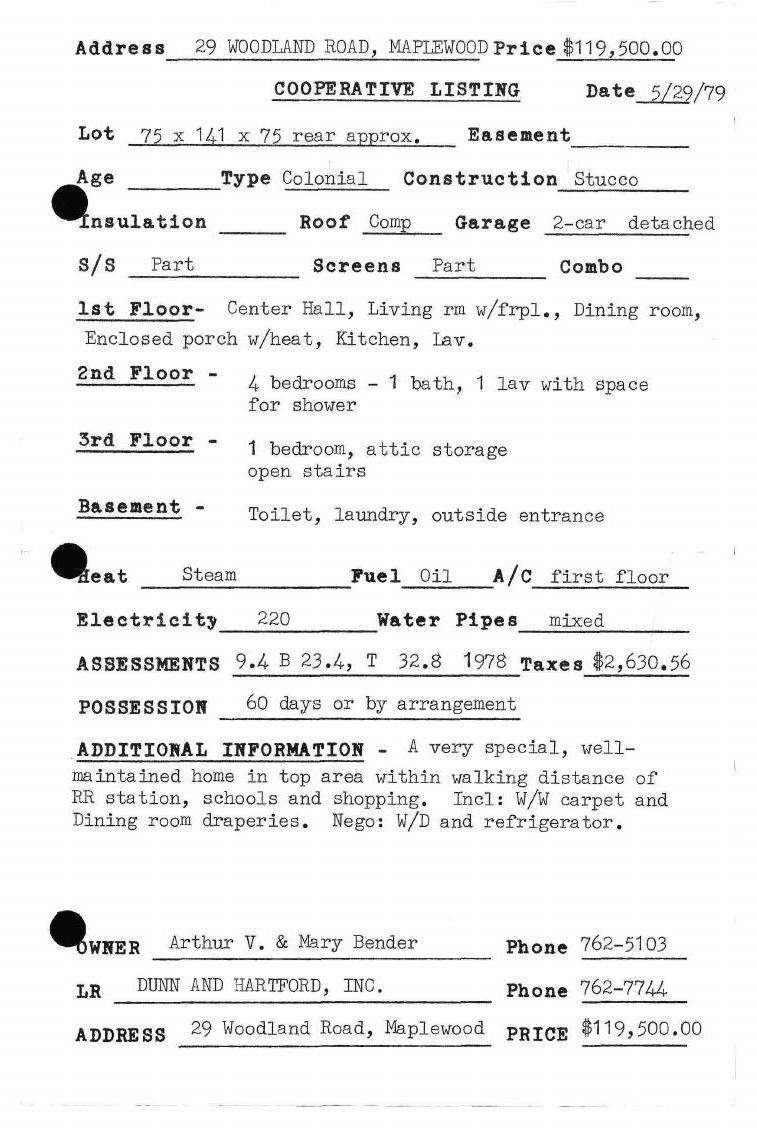 Address 29 WOODLAND ROAD, MAPLEWOOD Price $119,500.00
COOPERATIVE LISTING Date 5/29/79
Lot 75 x 141 x 75 rear approx. Easement
Age Type Colonial Construction Stucco
Insulation Roof Comp Garage 2-car detached
S/S Part Screens Part Combo
1st Floor- Center Hall, Living rm w/frpl., Dining room,
Enclosed porch w/heat, Kitchen, Lav.
2nd Floor - 4 bedrooms - 1 bath, 1 lav with space
for shower
3rd Floor - 1 bedroom, attic storage
open stairs
Basement - Toilet, laundry, outside entrance
Heat Steam Fuel Oil A/C first floor
Electricity 220 Water Pipes mixed
ASSESSMENTS 9.4 B 23.4, T 32.8 1978 Taxes $2,630.56
POSSESSION 60 days or by arrangement
ADDITIONAL INFORMATION - A very special, well-
maintained home in top area within walking distance of
RR station, schools and shopping. Incl: W/W carpet and
Dining room draperies. Nego: W/D and refrigerator.
OWNER Arthur V. & Mary Bender Phone 762-5103
LR DUNN AND HARTFORD, INC. Phone 762-7744
ADDRESS 29 Woodland Road, Maplewood PRICE $119,500.00